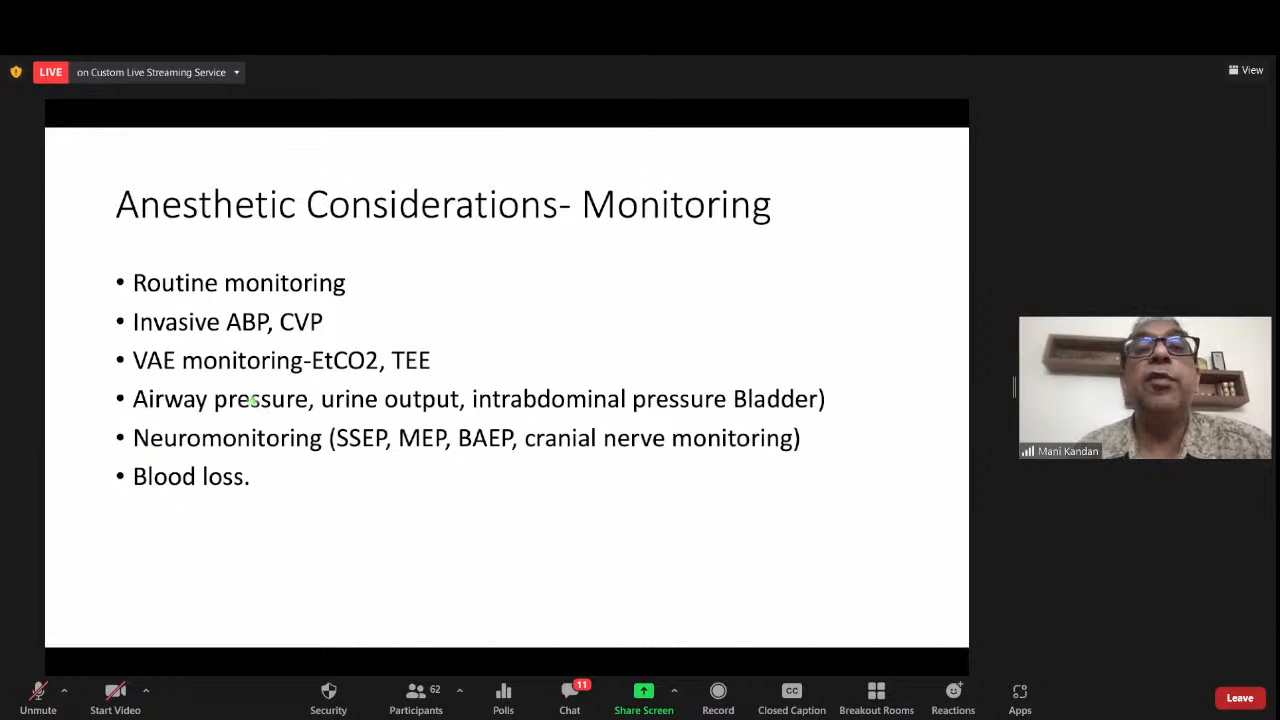 LIVE on Custom Live Streaming Service
View
Anesthetic Considerations- Monitoring
• Routine monitoring
• Invasive ABP, CVP
• VAE monitoring-EtCO2, TEE
• Airway pressure, urine output, intrabdominal pressure Bladder)
• Neuromonitoring (SSEP, MEP, BAEP, cranial nerve monitoring)
• Blood loss.
Mani Kandan
62
11
CC
Unmute Start Video Security Participants Polls Chat Share Screen Record Closed Caption Breakout Rooms Reactions Apps Leave